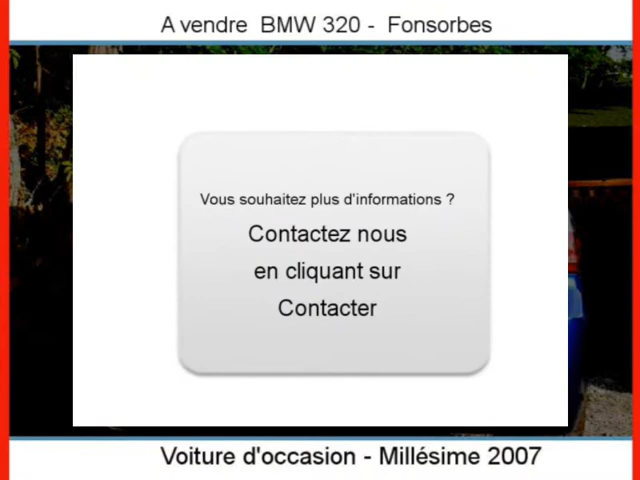 A vendre BMW 320 - Fonsorbes
Vous souhaitez plus d'informations ?
Contactez nous
en cliquant sur
Contacter
Voiture d'occasion - Millésime 2007